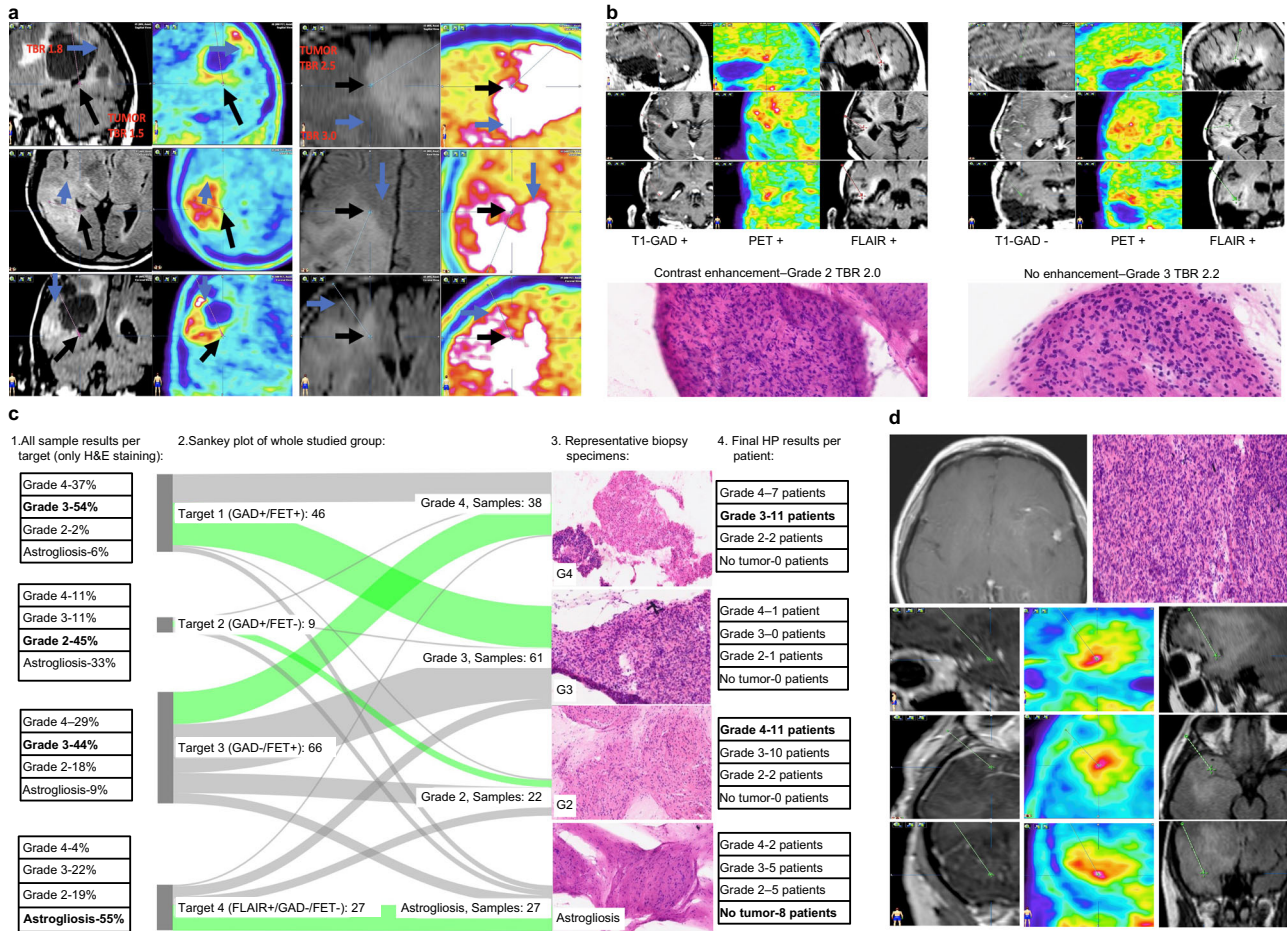 a
TBR 1.8
TUMOR
TBR 1.5
TUMOR
TBR 2.5
TBR 3.0
b
T1-GAD +
PET +
FLAIR +
T1-GAD -
PET +
FLAIR +
Contrast enhancement–Grade 2 TBR 2.0
No enhancement–Grade 3 TBR 2.2
c
1.All sample results per
target (only H&E staining):
2.Sankey plot of whole studied group:
3. Representative biopsy
specimens:
4. Final HP results per
patient:
Grade 4-37%
Grade 3-54%
Grade 2-2%
Astrogliosis-6%
Grade 4-11%
Grade 3-11%
Grade 2-45%
Astrogliosis-33%
Grade 4–29%
Grade 3-44%
Grade 2-18%
Astrogliosis-9%
Grade 4-4%
Grade 3-22%
Grade 2-19%
Astrogliosis-55%
Target 1 (GAD+/FET+): 46
Target 2 (GAD+/FET-): 9
Target 3 (GAD-/FET+): 66
Target 4 (FLAIR+/GAD-/FET-): 27
Grade 4, Samples: 38
Grade 3, Samples: 61
Grade 2, Samples: 22
Astrogliosis, Samples: 27
G4
G3
G2
Astrogliosis
Grade 4–7 patients
Grade 3-11 patients
Grade 2-2 patients
No tumor-0 patients
Grade 4–1 patient
Grade 3–0 patients
Grade 2-1 patients
No tumor-0 patients
Grade 4-11 patients
Grade 3-10 patients
Grade 2-2 patients
No tumor-0 patients
Grade 4-2 patients
Grade 3-5 patients
Grade 2–5 patients
No tumor-8 patients
d